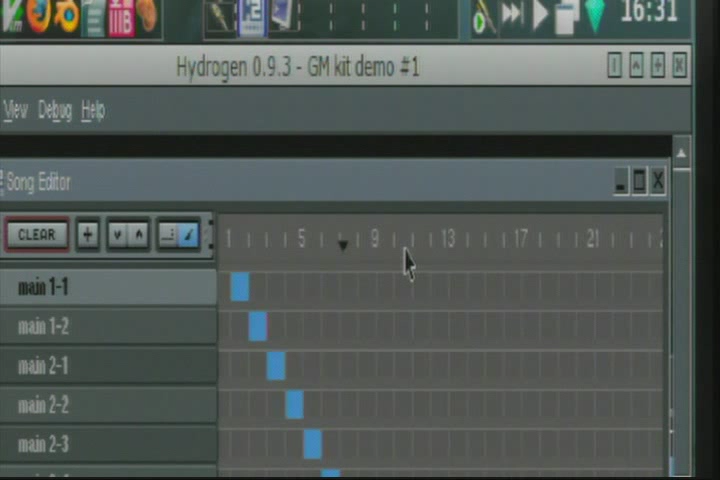 16:31
Hydrogen 0.9.3 - GM kit demo #1
View Debug Help
Song Editor
CLEAR
1 5 9 13 17 21
main 1-1
main 1-2
main 2-1
main 2-2
main 2-3